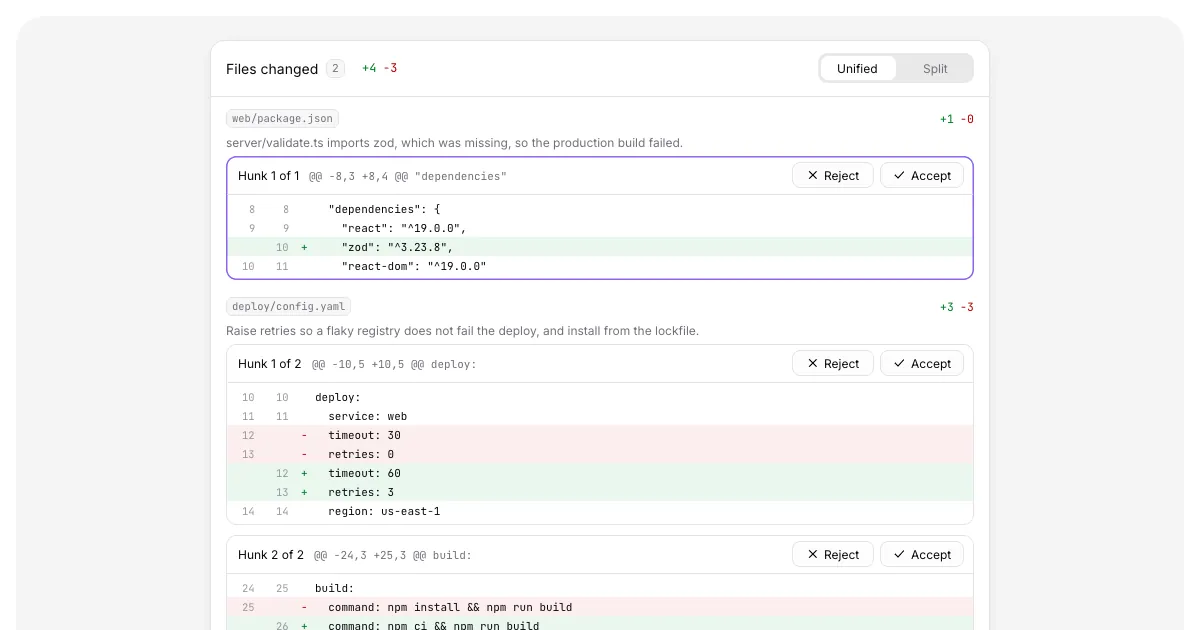 Files changed 2 +4 -3 Unified Split
web/package.json +1 -0
server/validate.ts imports zod, which was missing, so the production build failed.
Hunk 1 of 1 @@ -8,3 +8,4 @@ "dependencies" Reject Accept
8 8 "dependencies": {
9 9 "react": "^19.0.0",
10 + "zod": "^3.23.8",
10 11 "react-dom": "^19.0.0"
deploy/config.yaml +3 -3
Raise retries so a flaky registry does not fail the deploy, and install from the lockfile.
Hunk 1 of 2 @@ -10,5 +10,5 @@ deploy: Reject Accept
10 10 deploy:
11 11 service: web
12 - timeout: 30
13 - retries: 0
12 + timeout: 60
13 + retries: 3
14 14 region: us-east-1
Hunk 2 of 2 @@ -24,3 +25,3 @@ build: Reject Accept
24 25 build:
25 - command: npm install && npm run build
26 + command: npm ci && npm run build